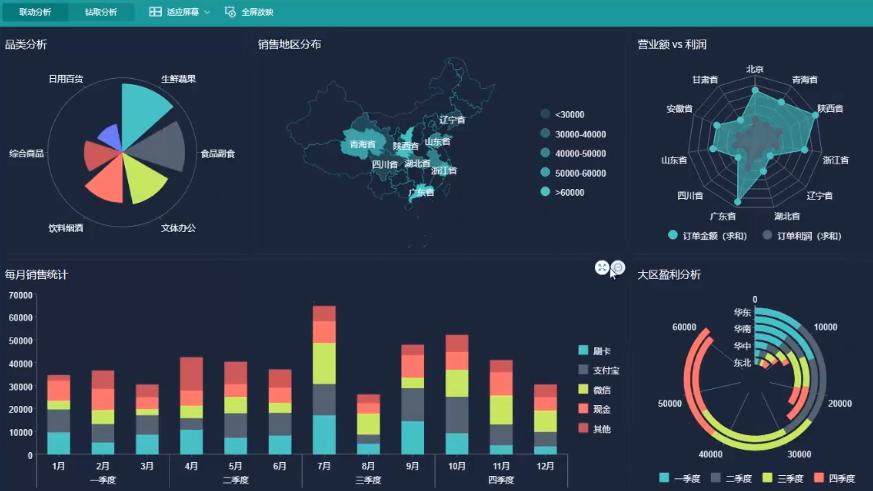 联动分析 钻取分析 适应屏幕 全屏放映
品类分析
日用百货 生鲜蔬果
综合商品 食品副食
饮料烟酒 文体办公
销售地区分布
辽宁省
青海省 陕西省 山东省
四川省 湖北省 浙江省
广东省
<30000
30000-40000
40000-50000
50000-60000
>60000
营业额 vs 利润
北京
甘肃省 青海省
安徽省 陕西省
山东省 浙江省
四川省 辽宁省
广东省 湖北省
订单金额（求和） 订单利润（求和）
每月销售统计
70000
60000
50000
40000
30000
20000
10000
0
1月 2月 3月 4月 5月 6月 7月 8月 9月 10月 11月 12月
一季度 二季度 三季度 四季度
刷卡
支付宝
微信
现金
其他
大区盈利分析
0
华东
华南
华中
东北
60000 10000
50000 20000
40000 30000
一季度 二季度 三季度 四季度